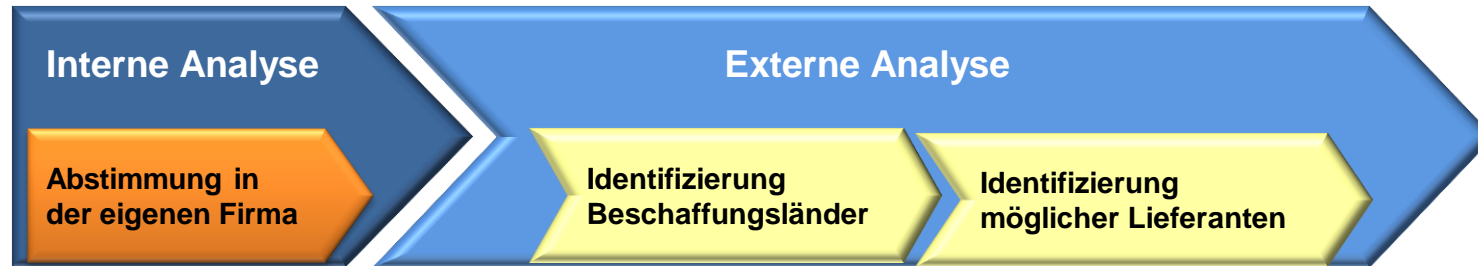 Interne Analyse
Externe Analyse
Abstimmung in
der eigenen Firma
Identifizierung
Beschaffungsländer
Identifizierung
möglicher Lieferanten